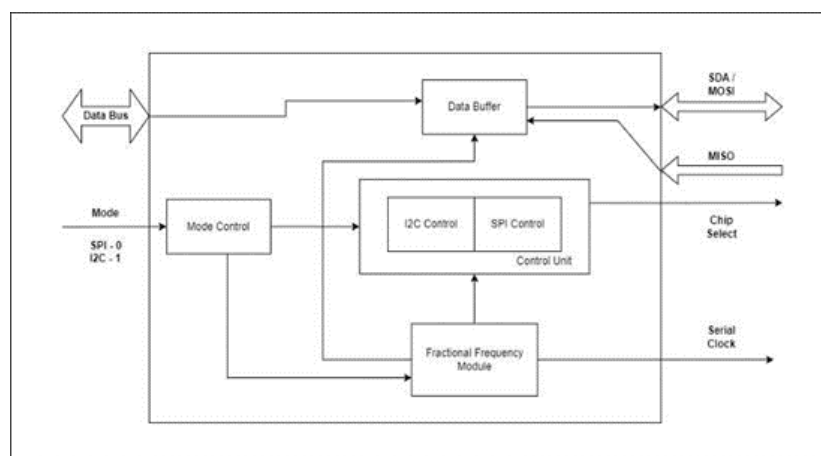 SDA /
MOSI
Data Buffer
Data Bus
MISO
Mode
Mode Control
SPI - 0
I2C - 1
I2C Control
SPI Control
Control Unit
Chip
Select
Fractional Frequency
Module
Serial
Clock